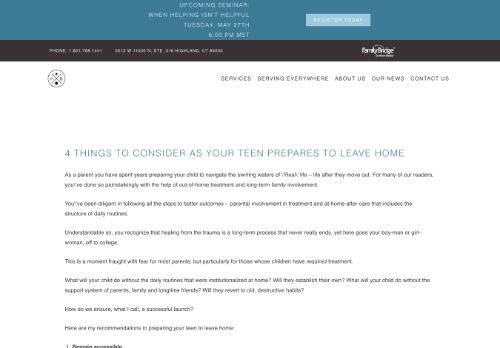 UPCOMING SEMINAR:
WHEN HELPING ISN'T HELPFUL
TUESDAY, MAY 27TH
6:00 PM MST
REGISTER TODAY
PHONE: 1.801.768.1441
5513 W 11000 N, STE. 216 HIGHLAND, UT 84003
FamilyBridge
SERVICES SERVING EVERYWHERE ABOUT US OUR NEWS CONTACT US
4 THINGS TO CONSIDER AS YOUR TEEN PREPARES TO LEAVE HOME
As a parent you have spent years preparing your child to navigate the swirling waters of \'Real\' life – life after they move out. For many of our readers,
you've done so painstakingly with the help of out-of-home treatment and long-term family involvement.
You\'ve been diligent in following all the steps to better outcomes – parental involvement in treatment and at-home after-care that includes the
structure of daily routines.
Understandable so, you recognize that healing from the trauma is a long-term process that never really ends, yet here goes your boy-man or girl-
woman, off to college.
This is a moment fraught with fear for most parents, but particularly for those whose children have required treatment.
What will your child do without the daily routines that were institutionalized at home? Will they establish their own? What will your child do without the
support system of parents, family and longtime friends? Will they revert to old, destructive habits?
How do we ensure, what I call, a successful launch?
Here are my recommendations in preparing your teen to leave home:
1. Remain accessible